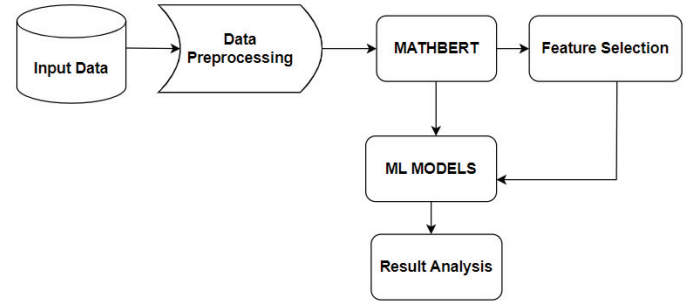 Input Data
Data
Preprocessing
MATHBERT
Feature Selection
ML MODELS
Result Analysis